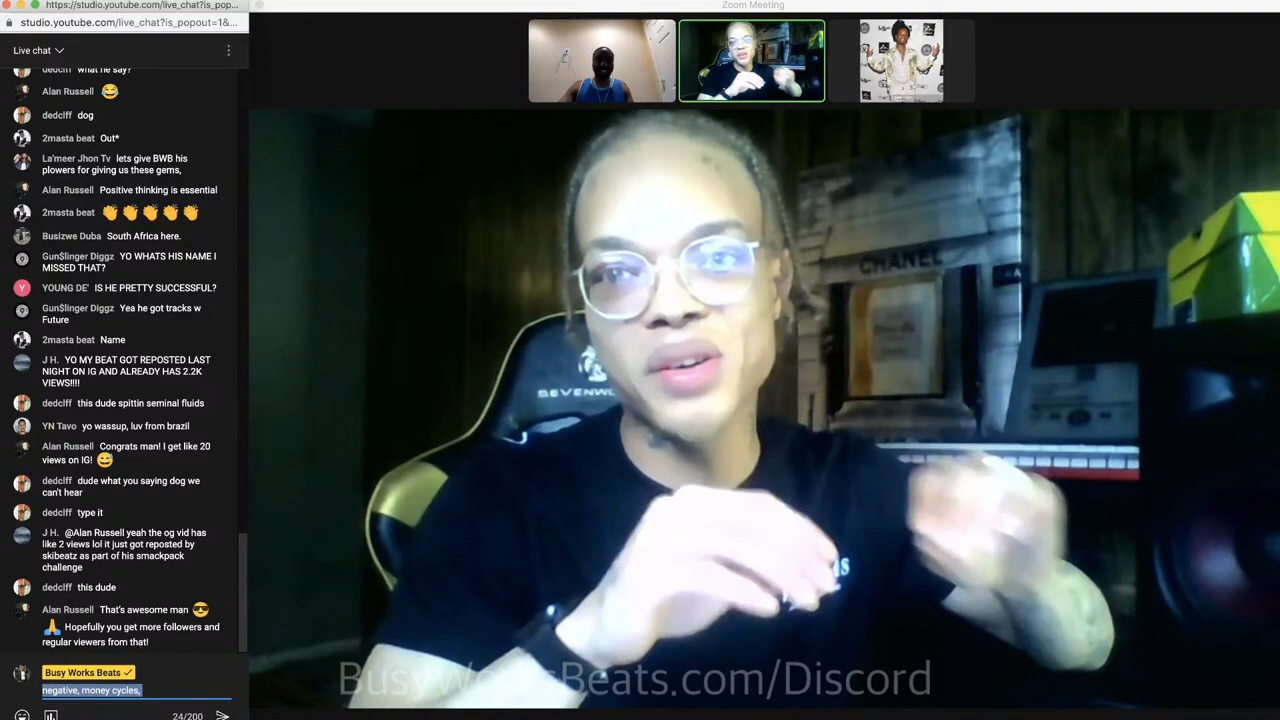 https://studio.youtube.com/live_chat?is_pop...
Zoom Meeting
studio.youtube.com/live_chat?is_popout=1&...
Live chat
dedclff what he say?
Alan Russell 😂
dedclff dog
2masta beat Out*
La'meer Jhon Tv lets give BWB his
plowers for giving us these gems,
Alan Russell Positive thinking is essential
2masta beat 👏👏👏👏👏
Busizwe Duba South Africa here.
Gun$linger Diggz YO WHATS HIS NAME I
MISSED THAT?
YOUNG DE' IS HE PRETTY SUCCESSFUL?
Gun$linger Diggz Yea he got tracks w
Future
2masta beat Name
J H. YO MY BEAT GOT REPOSTED LAST
NIGHT ON IG AND ALREADY HAS 2.2K
VIEWS!!!!
dedclff this dude spittin seminal fluids
YN Tavo yo wassup, luv from brazil
Alan Russell Congrats man! I get like 20
views on IG! 😅
dedclff dude what you saying dog we
can't hear
dedclff type it
J H. @Alan Russell yeah the og vid has
like 2 views lol it just got reposted by
skibeatz as part of his smackpack
challenge
dedclff this dude
Alan Russell That's awesome man 😎
🙏 Hopefully you get more followers and
regular viewers from that!
Busy Works Beats
negative, money cycles,
24/200
CHANEL
BusyWorksBeats.com/Discord